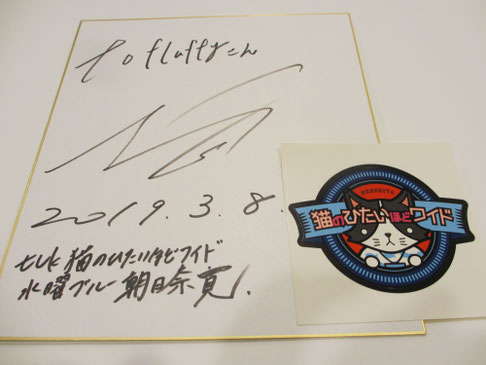 to fluffyさん
2019.3.8.
tvk 猫のひたいほどワイド
水曜ブルー 朝日奈寛.
猫のひたいほどワイド